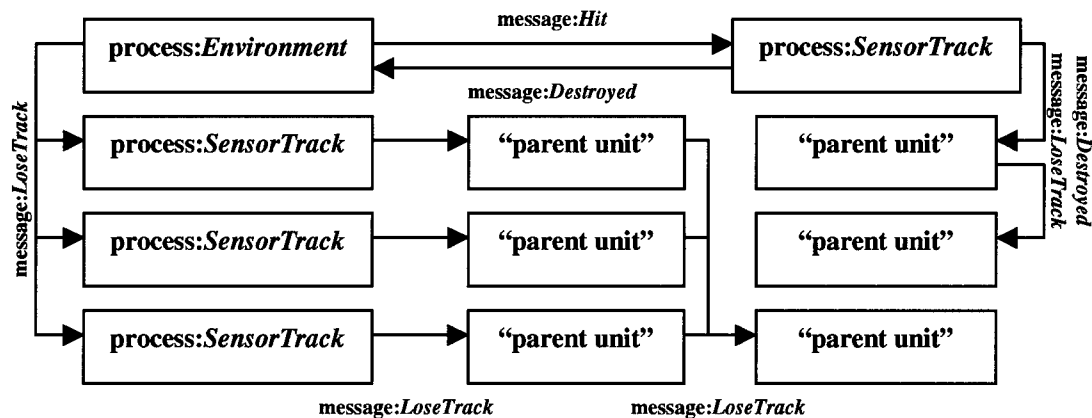 message:Hit
process:Environment
process:SensorTrack
message:Destroyed
message:LoseTrack
message:Destroyed
message:LoseTrack
process:SensorTrack
“parent unit”
“parent unit”
process:SensorTrack
“parent unit”
“parent unit”
process:SensorTrack
“parent unit”
“parent unit”
message:LoseTrack
message:LoseTrack